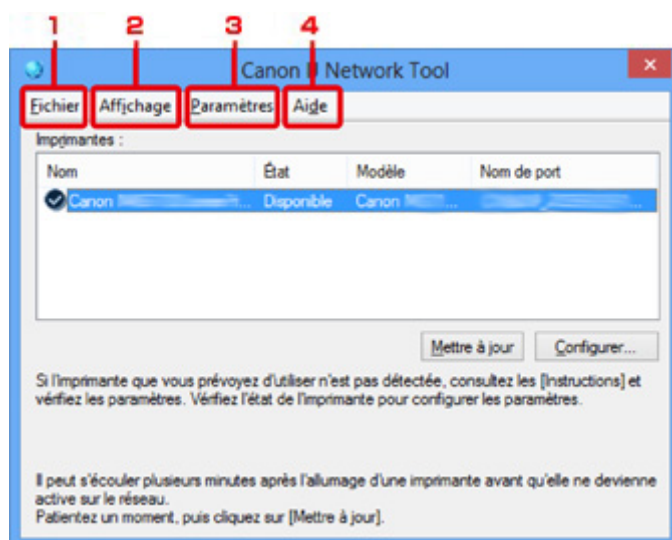 1 2 3 4
Canon IJ Network Tool
Fichier Affichage Paramètres Aide
Imprimantes :
Nom État Modèle Nom de port
Canon ... Disponible Canon ... ...
Mettre à jour Configurer...
Si l'imprimante que vous prévoyez d'utiliser n'est pas détectée, consultez les [Instructions] et
vérifiez les paramètres. Vérifiez l'état de l'imprimante pour configurer les paramètres.
Il peut s'écouler plusieurs minutes après l'allumage d'une imprimante avant qu'elle ne devienne
active sur le réseau.
Patientez un moment, puis cliquez sur [Mettre à jour].